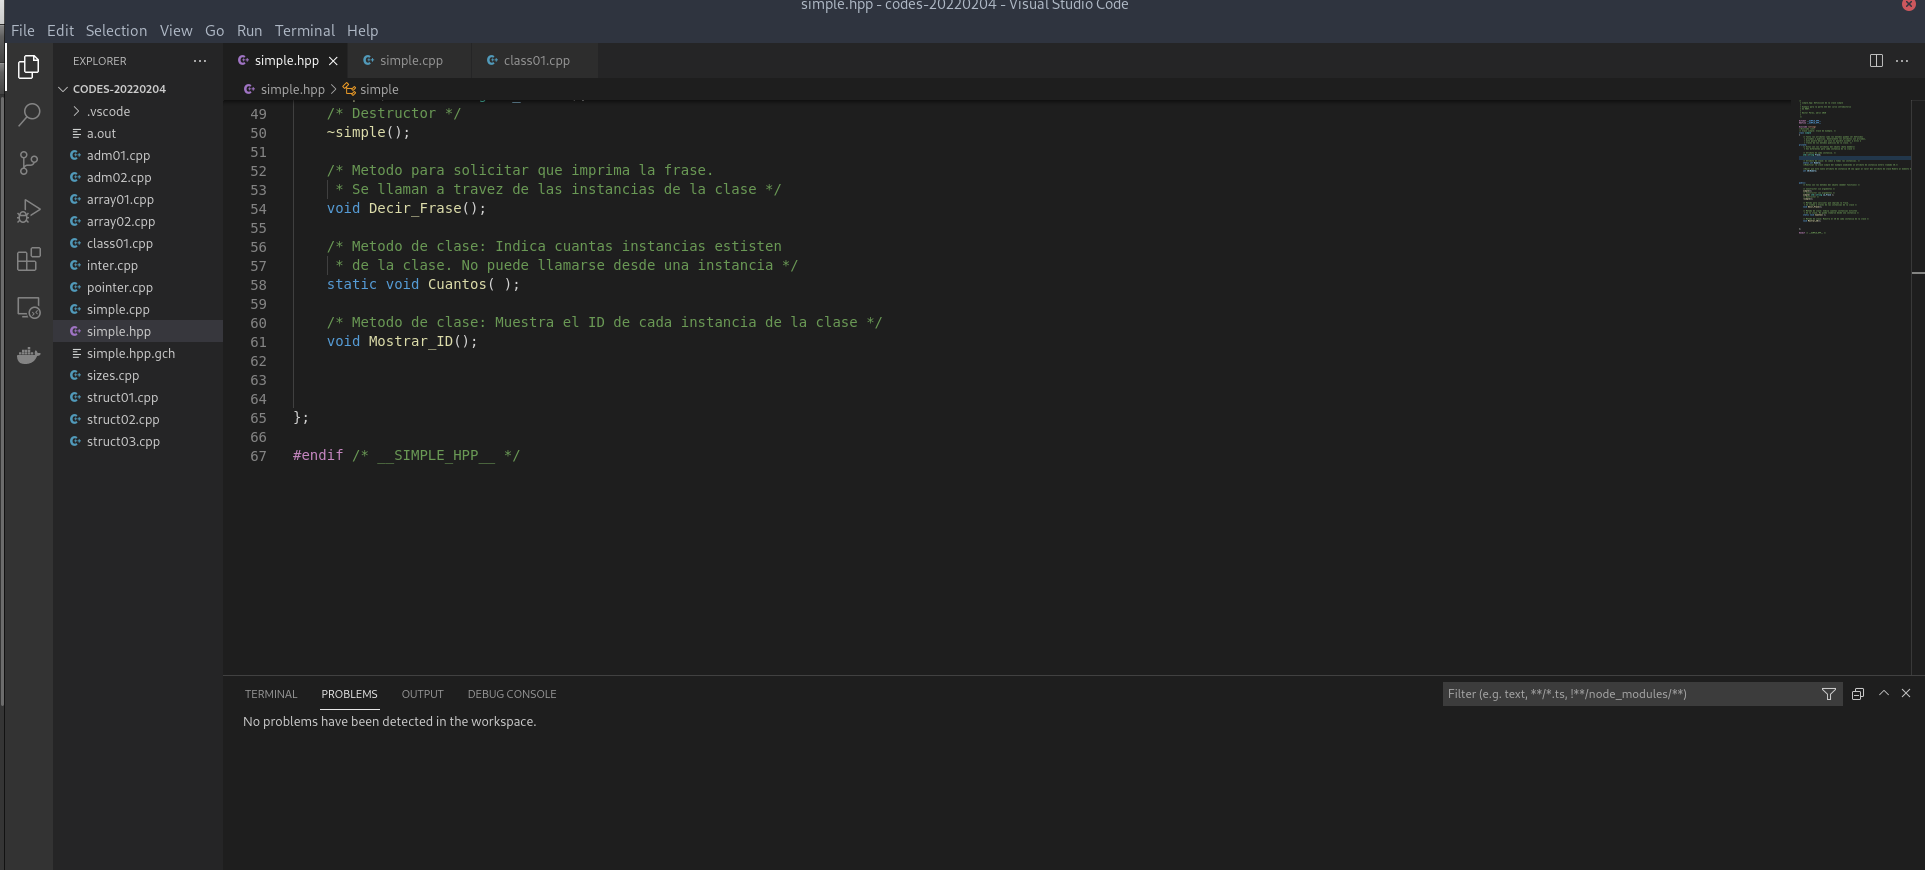 simple.hpp - codes-20220204 - Visual Studio Code
File Edit Selection View Go Run Terminal Help
EXPLORER ···
CODES-20220204
.vscode
a.out
adm01.cpp
adm02.cpp
array01.cpp
array02.cpp
class01.cpp
inter.cpp
pointer.cpp
simple.cpp
simple.hpp
simple.hpp.gch
sizes.cpp
struct01.cpp
struct02.cpp
struct03.cpp
simple.hpp simple.cpp class01.cpp
simple.hpp > simple
49 /* Destructor */
50 ~simple();
51
52 /* Metodo para solicitar que imprima la frase.
53 * Se llaman a travez de las instancias de la clase */
54 void Decir_Frase();
55
56 /* Metodo de clase: Indica cuantas instancias estisten
57 * de la clase. No puede llamarse desde una instancia */
58 static void Cuantos( );
59
60 /* Metodo de clase: Muestra el ID de cada instancia de la clase */
61 void Mostrar_ID();
62
63
64
65 };
66
67 #endif /* __SIMPLE_HPP__ */
TERMINAL PROBLEMS OUTPUT DEBUG CONSOLE
Filter (e.g. text, **/*.ts, !**/node_modules/**)
No problems have been detected in the workspace.